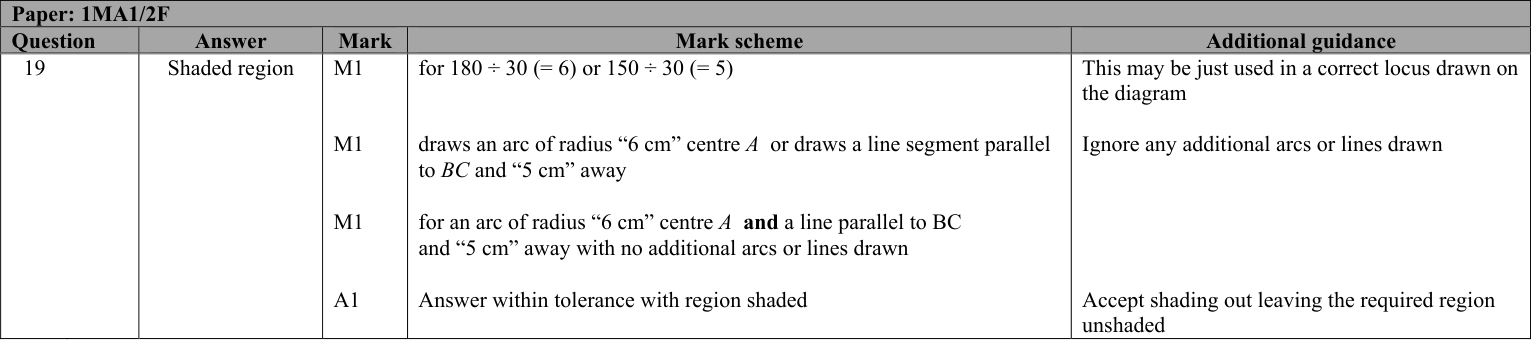 Paper: 1MA1/2F
Question Answer Mark Mark scheme Additional guidance
19 Shaded region M1 for 180 ÷ 30 (= 6) or 150 ÷ 30 (= 5) This may be just used in a correct locus drawn on
the diagram
M1 draws an arc of radius “6 cm” centre A or draws a line segment parallel Ignore any additional arcs or lines drawn
to BC and “5 cm” away
M1 for an arc of radius “6 cm” centre A and a line parallel to BC
and “5 cm” away with no additional arcs or lines drawn
A1 Answer within tolerance with region shaded Accept shading out leaving the required region
unshaded